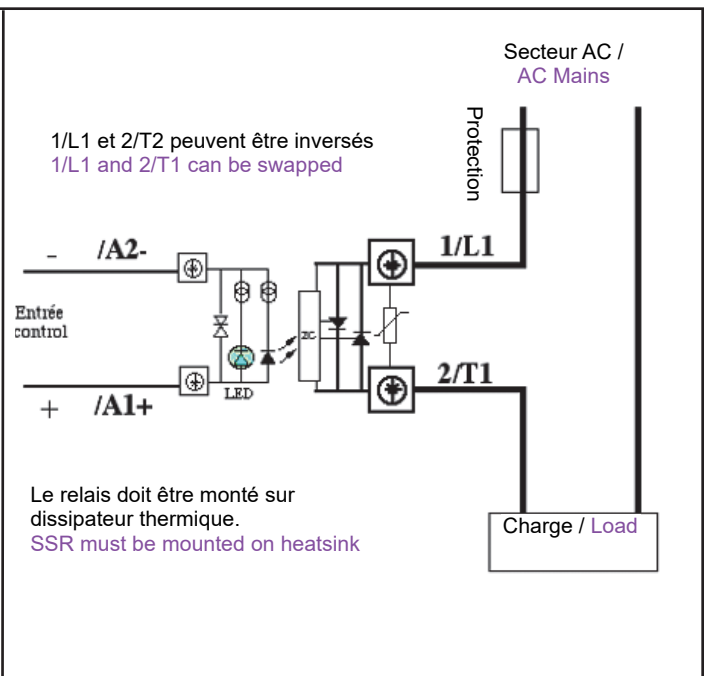 Secteur AC /
AC Mains
Protection
1/L1 et 2/T2 peuvent être inversés
1/L1 and 2/T1 can be swapped
- /A2-
1/L1
Entrée
control
ZC
LED
2/T1
+ /A1+
Le relais doit être monté sur
dissipateur thermique.
SSR must be mounted on heatsink
Charge / Load